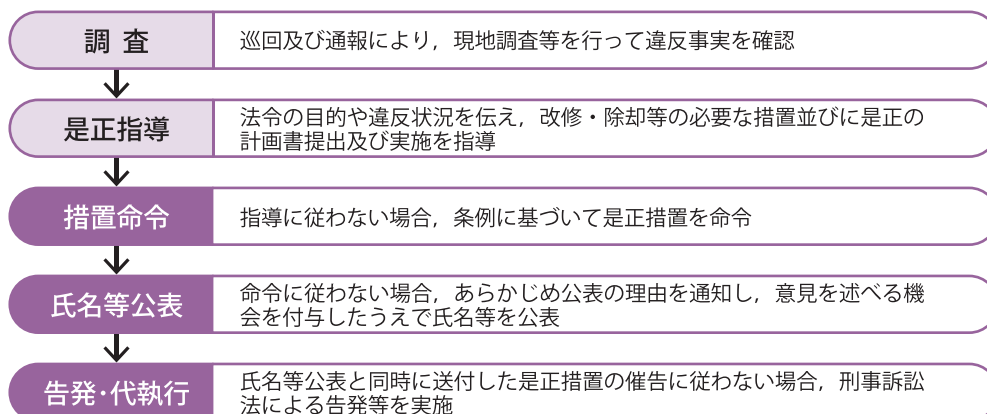 調 査
巡回及び通報により，現地調査等を行って違反事実を確認
是正指導
法令の目的や違反状況を伝え，改修・除却等の必要な措置並びに是正の
計画書提出及び実施を指導
措置命令
指導に従わない場合，条例に基づいて是正措置を命令
氏名等公表
命令に従わない場合，あらかじめ公表の理由を通知し，意見を述べる機
会を付与したうえで氏名等を公表
告発・代執行
氏名等公表と同時に送付した是正措置の催告に従わない場合，刑事訴訟
法による告発等を実施